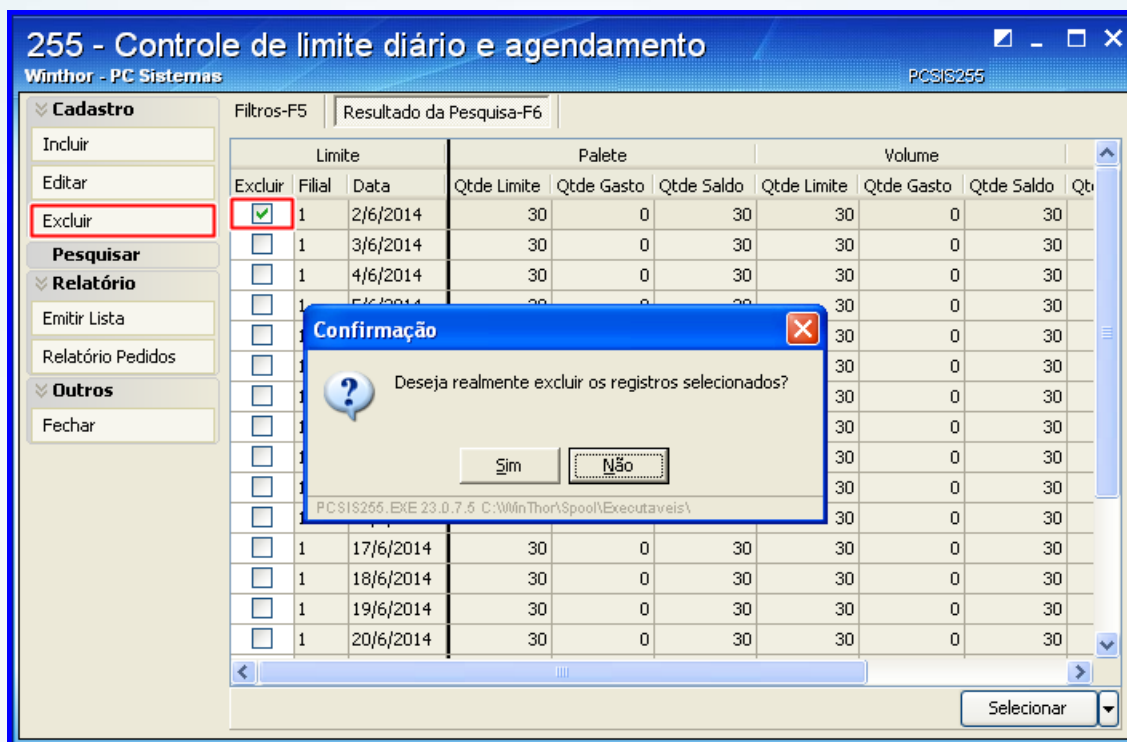 255 - Controle de limite diário e agendamento
Winthor - PC Sistemas
PCSIS255
Cadastro
Incluir
Editar
Excluir
Pesquisar
Relatório
Emitir Lista
Relatório Pedidos
Outros
Fechar
Filtros-F5 Resultado da Pesquisa-F6
Limite Palete Volume
Excluir Filial Data Qtde Limite Qtde Gasto Qtde Saldo Qtde Limite Qtde Gasto Qtde Saldo
1 2/6/2014 30 0 30 30 0 30
1 3/6/2014 30 0 30 30 0 30
1 4/6/2014 30 0 30 30 0 30
30 0 30
30 0 30
30 0 30
30 0 30
30 0 30
30 0 30
30 0 30
30 0 30
1 17/6/2014 30 0 30 30 0 30
1 18/6/2014 30 0 30 30 0 30
1 19/6/2014 30 0 30 30 0 30
1 20/6/2014 30 0 30 30 0 30
Confirmação
Deseja realmente excluir os registros selecionados?
Sim Não
PCSIS255.EXE 23.0.7.5 C:\WinThor\Spool\Executaveis\
Selecionar